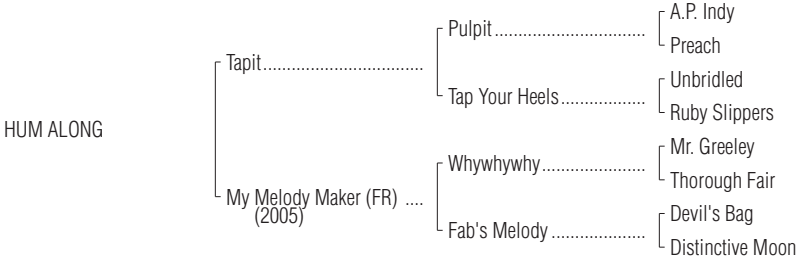 A.P. Indy
Pulpit
Preach
Tapit
Unbridled
Tap Your Heels
Ruby Slippers
HUM ALONG
Mr. Greeley
Whywhywhy
Thorough Fair
My Melody Maker (FR)
(2005)
Devil's Bag
Fab's Melody
Distinctive Moon